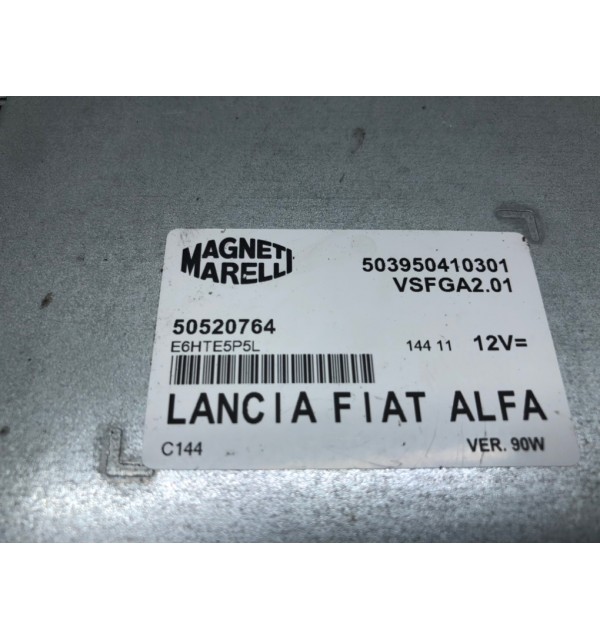 MAGNETI
MARELLI
503950410301
VSFGA2.01
50520764
E6HTE5P5L
144 11 12V=
LANCIA FIAT ALFA
C144 VER. 90W